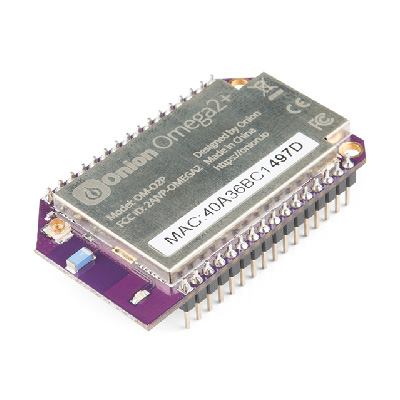 Onion Omega2+
Model: OM-O2P
FCC ID: 2AJVP-OMEGA2
Designed by Onion
Made in China
https://onion.io
CE
FC
MAC:40A36BC1497D